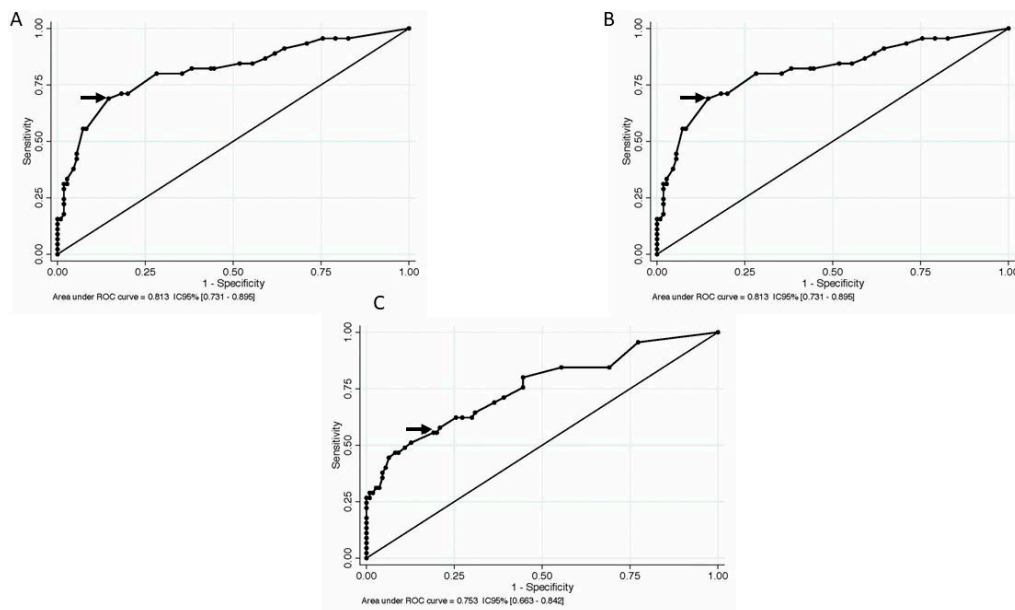 A
Sensitivity
1.00
0.75
0.50
0.25
0.00
0.00 0.25 0.50 0.75 1.00
1 - Specificity
Area under ROC curve = 0.813 IC95% [0.731 - 0.895]
B
Sensitivity
1.00
0.75
0.50
0.25
0.00
0.00 0.25 0.50 0.75 1.00
1 - Specificity
Area under ROC curve = 0.813 IC95% [0.731 - 0.895]
C
Sensitivity
1.00
0.75
0.50
0.25
0.00
0.00 0.25 0.50 0.75 1.00
1 - Specificity
Area under ROC curve = 0.753 IC95% [0.663 - 0.842]